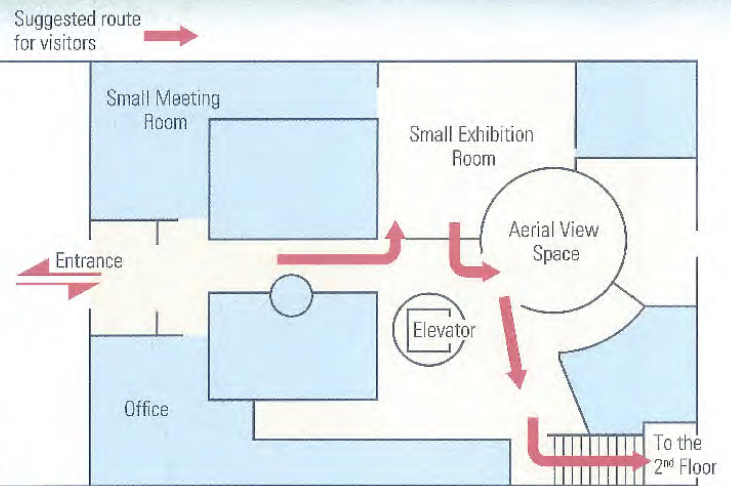 Suggested route
for visitors
Small Meeting
Room
Small Exhibition
Room
Aerial View
Space
Entrance
Elevator
Office
To the
2nd Floor